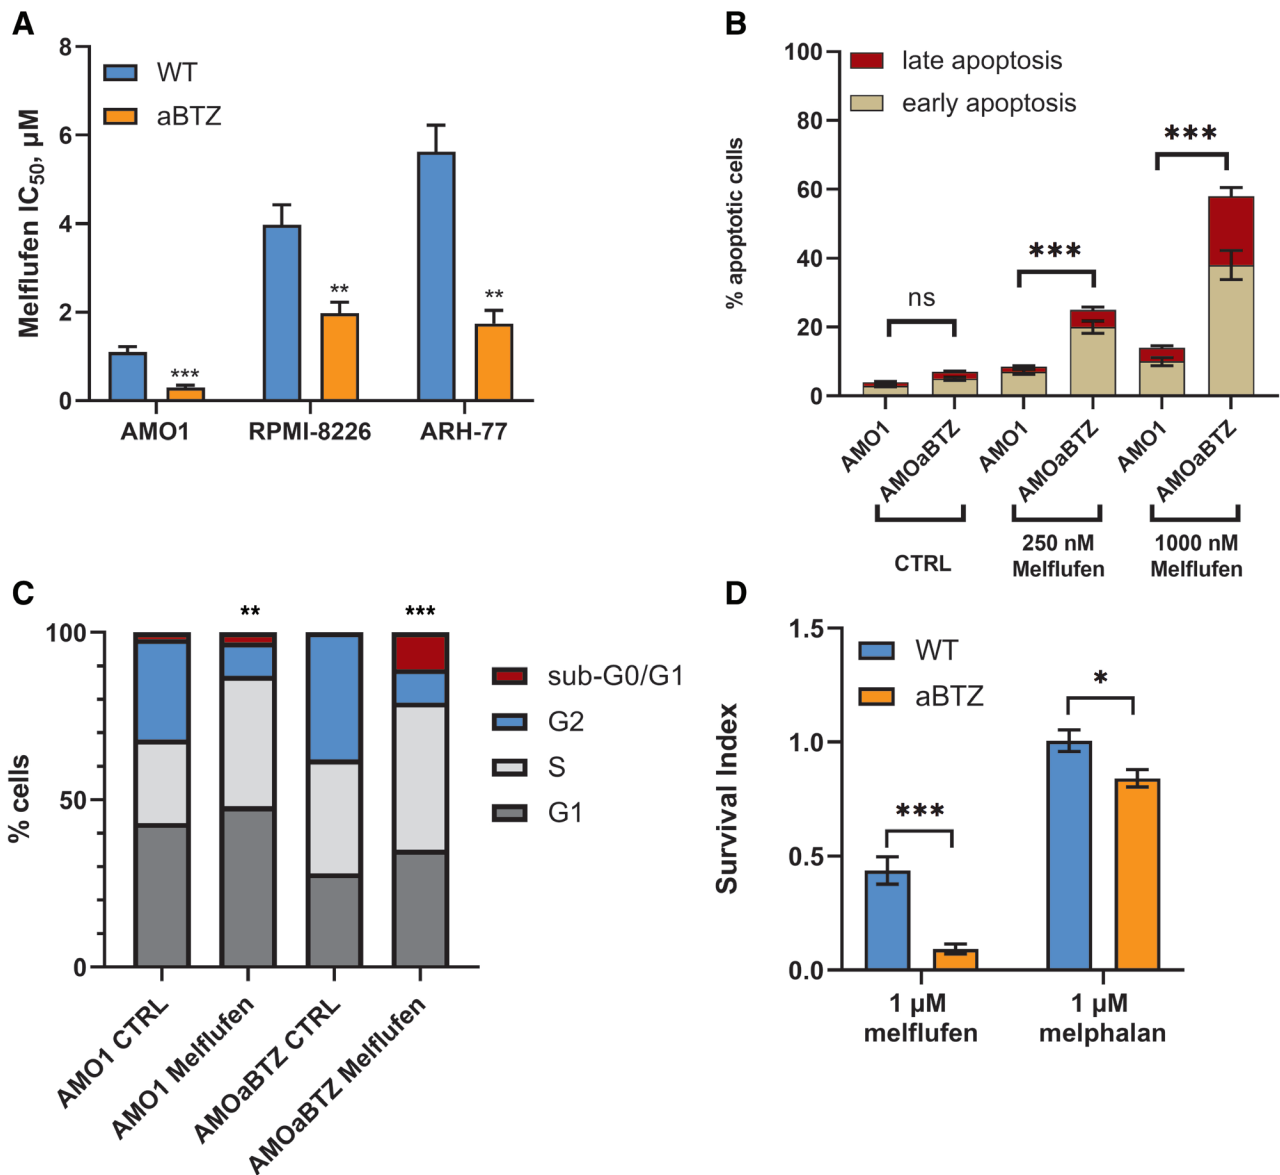 A
Melflufen IC50, µM
8
6
4
2
0
WT
aBTZ
***
**
**
AMO1 RPMI-8226 ARH-77
B
% apoptotic cells
100
80
60
40
20
0
late apoptosis
early apoptosis
ns
***
***
AMO1 AMOaBTZ AMO1 AMOaBTZ AMO1 AMOaBTZ
CTRL
250 nM
Melflufen
1000 nM
Melflufen
C
% cells
100
50
0
**
***
sub-G0/G1
G2
S
G1
AMO1 CTRL
AMO1 Melflufen
AMOaBTZ CTRL
AMOaBTZ Melflufen
D
Survival Index
1.5
1.0
0.5
0.0
WT
aBTZ
***
*
1 µM
melflufen
1 µM
melphalan